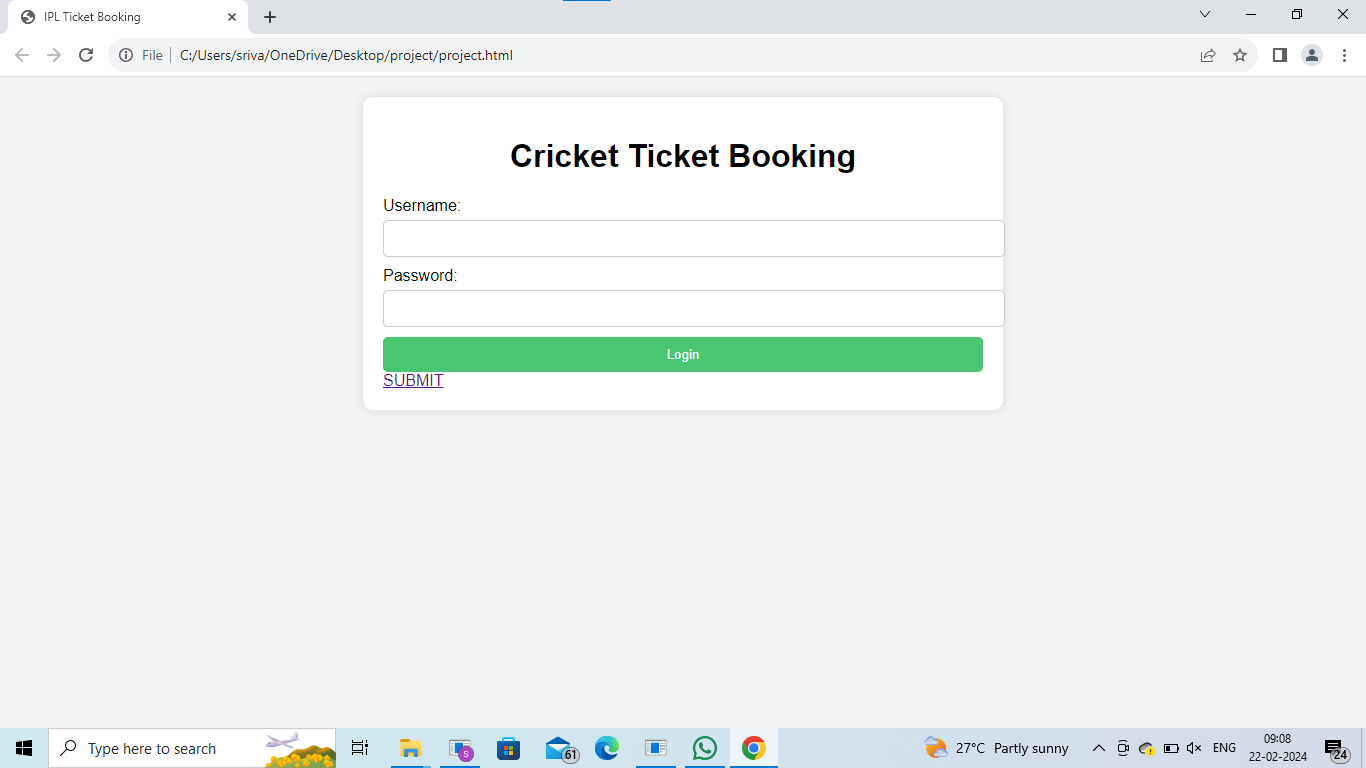 IPL Ticket Booking
File
C:/Users/sriva/OneDrive/Desktop/project/project.html
Cricket Ticket Booking
Username:
Password:
Login
SUBMIT
Type here to search
S
61
27°C Partly sunny
ENG
09:08
22-02-2024
24